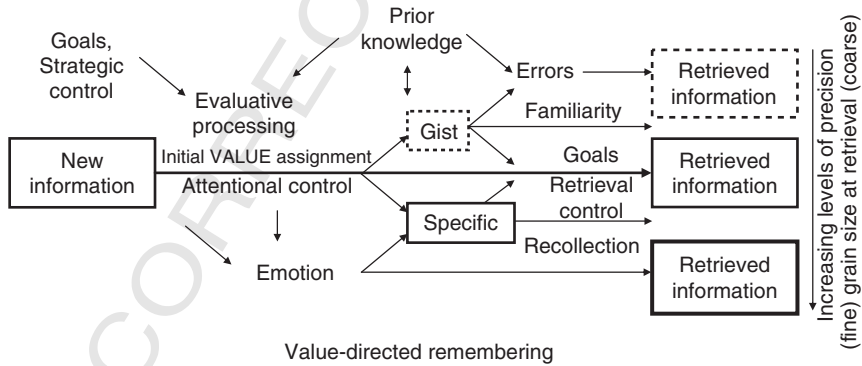 Prior
knowledge
Goals,
Strategic
control
Evaluative
processing
Errors
Retrieved
information
Familiarity
Gist
New
information
Initial VALUE assignment
Attentional control
Goals
Retrieval
control
Retrieved
information
Specific
Recollection
Emotion
Retrieved
information
Increasing levels of precision
(fine) grain size at retrieval (coarse)
Value-directed remembering
CORPEC